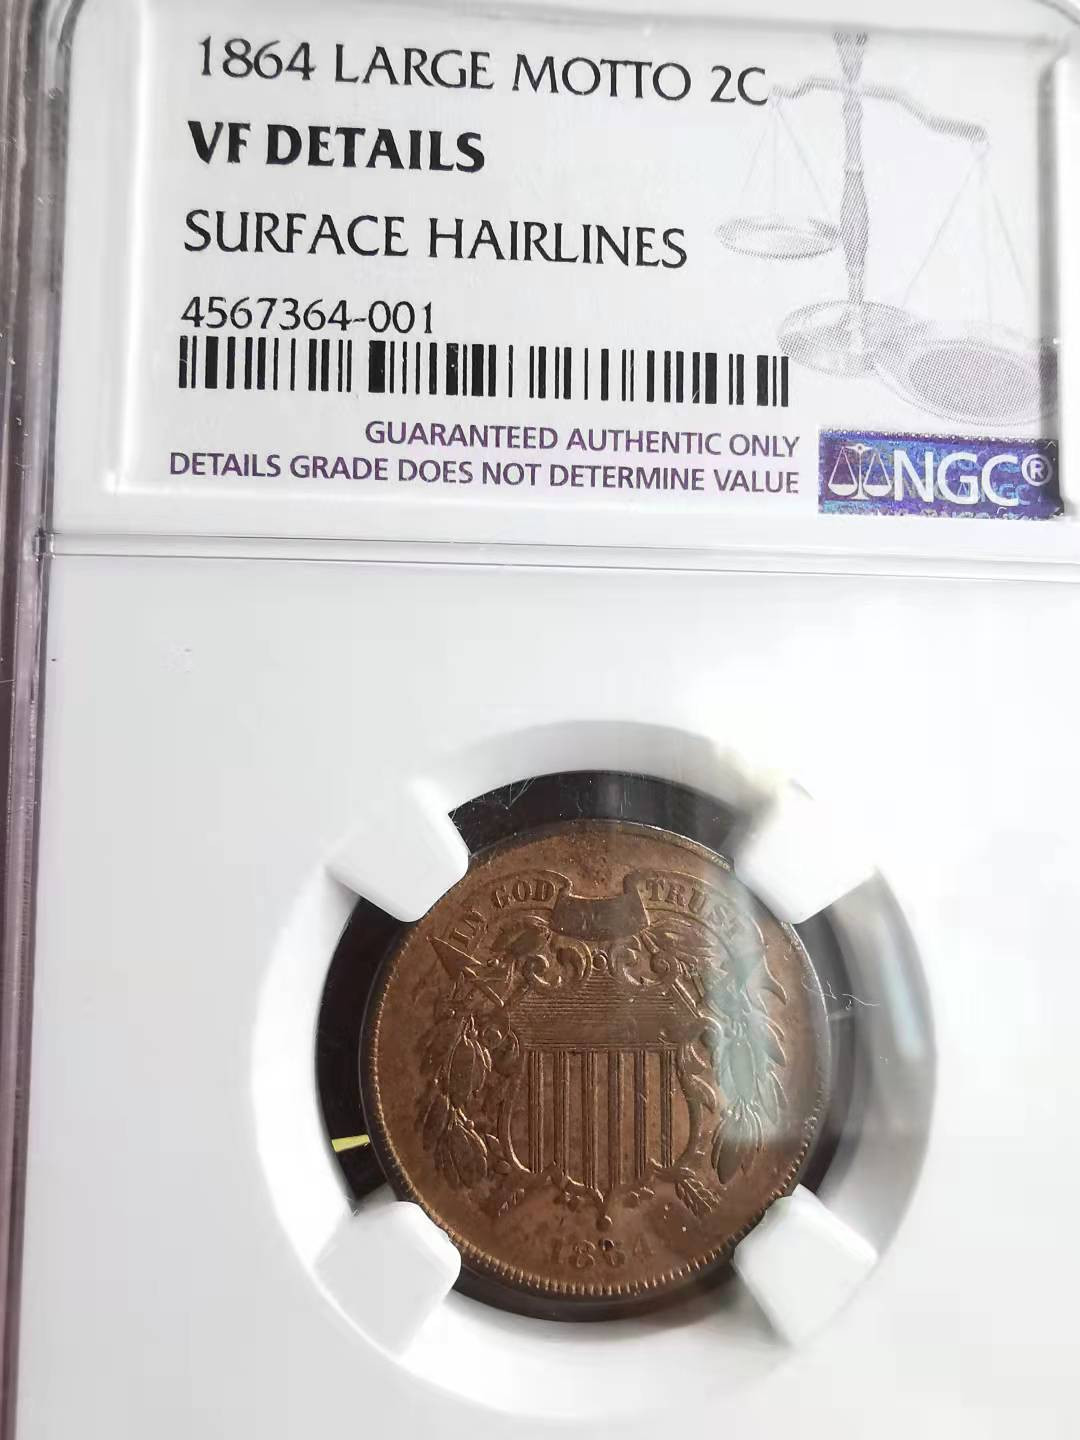 1864 LARGE MOTTO 2C
VF DETAILS
SURFACE HAIRLINES
4567364-001
GUARANTEED AUTHENTIC ONLY
DETAILS GRADE DOES NOT DETERMINE VALUE
NGC®
IN GOD TRUST
1864